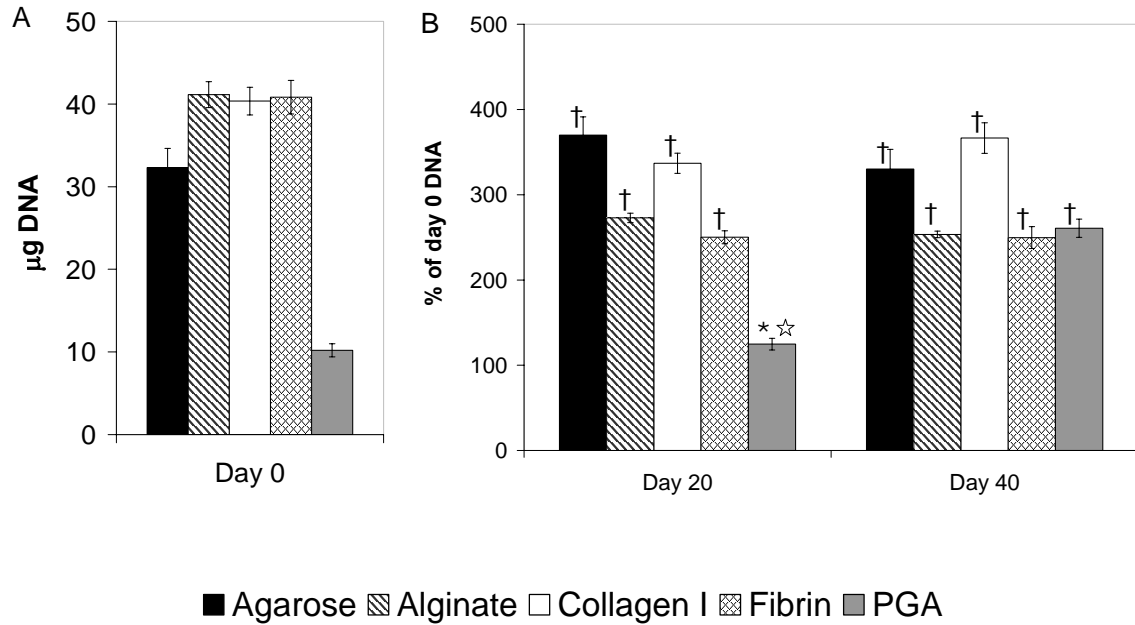 A
μg DNA
50
40
30
20
10
0
Day 0
B
% of day 0 DNA
500
400
300
200
100
0
† † † † * ☆
† † † † †
Day 20 Day 40
Agarose Alginate Collagen I Fibrin PGA